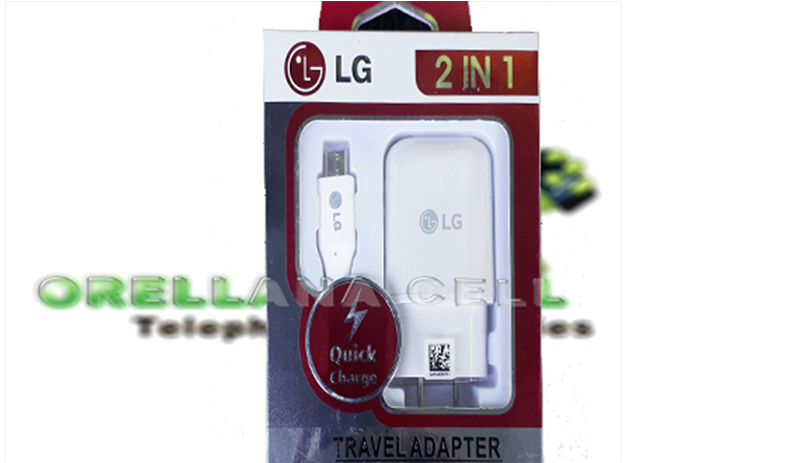 LG
2 IN 1
LG
LG
ORELLANA CELL
Quick
Charge
TRAVEL ADAPTER